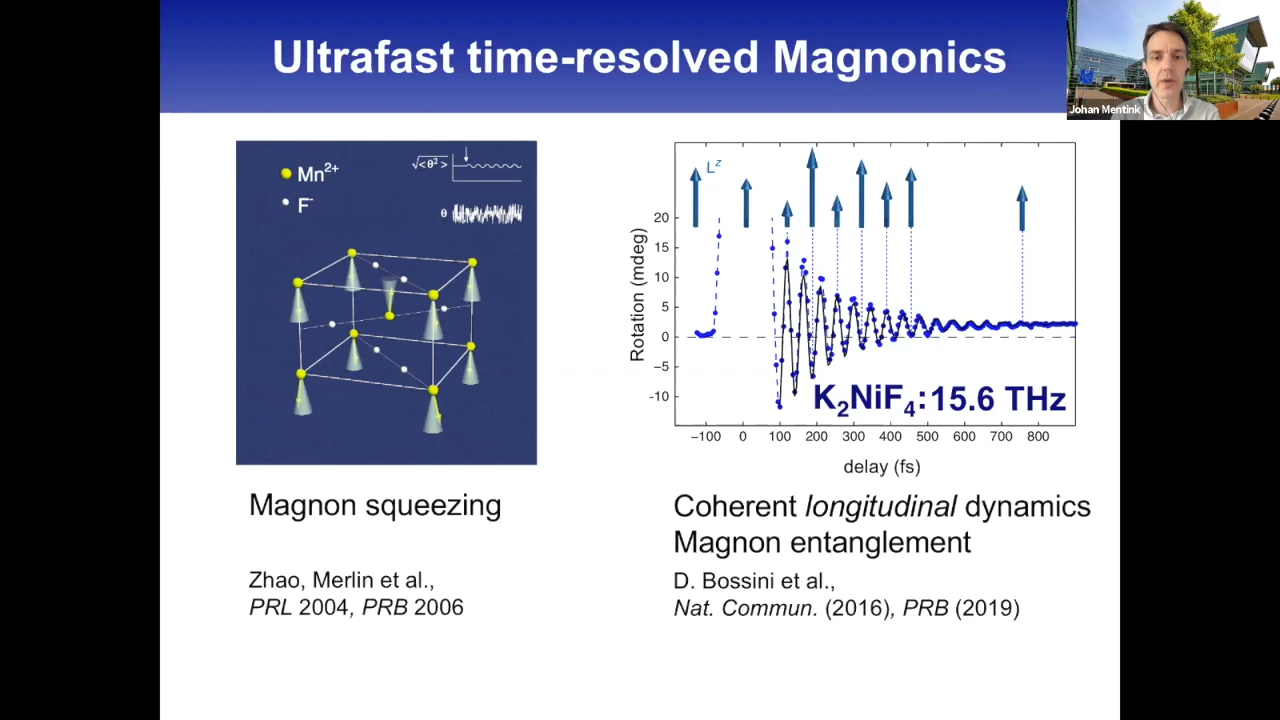 Ultrafast time-resolved Magnonics
Johan Mentink
Mn²⁺
F⁻
√<θ²>
θ
Lᶻ
Rotation (mdeg)
20
15
10
5
0
−5
-10
K₂NiF₄: 15.6 THz
−100 0 100 200 300 400 500 600 700 800
delay (fs)
Magnon squeezing
Zhao, Merlin et al.,
PRL 2004, PRB 2006
Coherent longitudinal dynamics
Magnon entanglement
D. Bossini et al.,
Nat. Commun. (2016), PRB (2019)